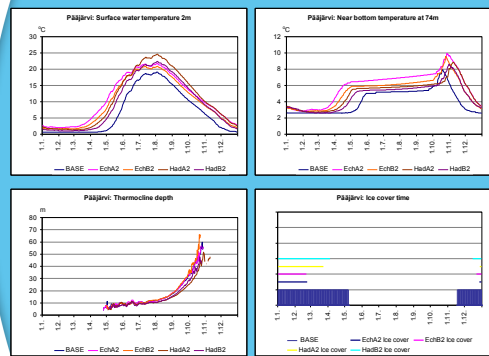 Pääjärvi: Surface water temperature 2m
°C
30
25
20
15
10
5
0
1.1. 1.2. 1.3. 1.4. 1.5. 1.6. 1.7. 1.8. 1.9. 1.10. 1.11. 1.12.
BASE EchA2 EchB2 HadA2 HadB2
Pääjärvi: Near bottom temperature at 74m
°C
12
10
8
6
4
2
0
1.1. 1.2. 1.3. 1.4. 1.5. 1.6. 1.7. 1.8. 1.9. 1.10. 1.11. 1.12.
BASE EchA2 EchB2 HadA2 HadB2
Pääjärvi: Thermocline depth
m
80
70
60
50
40
30
20
10
0
1.1. 1.2. 1.3. 1.4. 1.5. 1.6. 1.7. 1.8. 1.9. 1.10. 1.11. 1.12.
BASE EchA2 EchB2 HadA2 HadB2
Pääjärvi: Ice cover time
1.1. 1.2. 1.3. 1.4. 1.5. 1.6. 1.7. 1.8. 1.9. 1.10. 1.11. 1.12.
BASE EchA2 Ice cover EchB2 Ice cover
HadA2 Ice cover HadB2 Ice cover